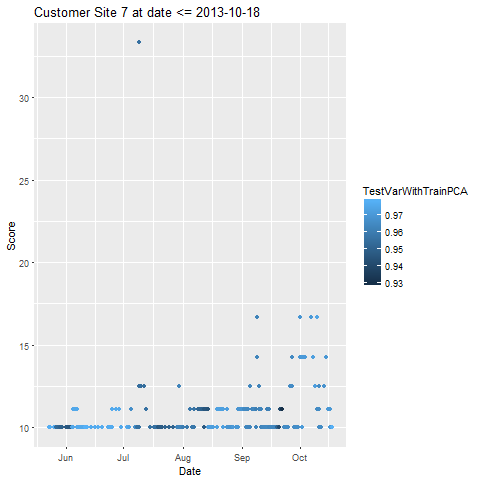 Customer Site 7 at date <= 2013-10-18
30
25
20
15
10
Score
Jun
Jul
Aug
Sep
Oct
Date
TestVarWithTrainPCA
0.97
0.96
0.95
0.94
0.93